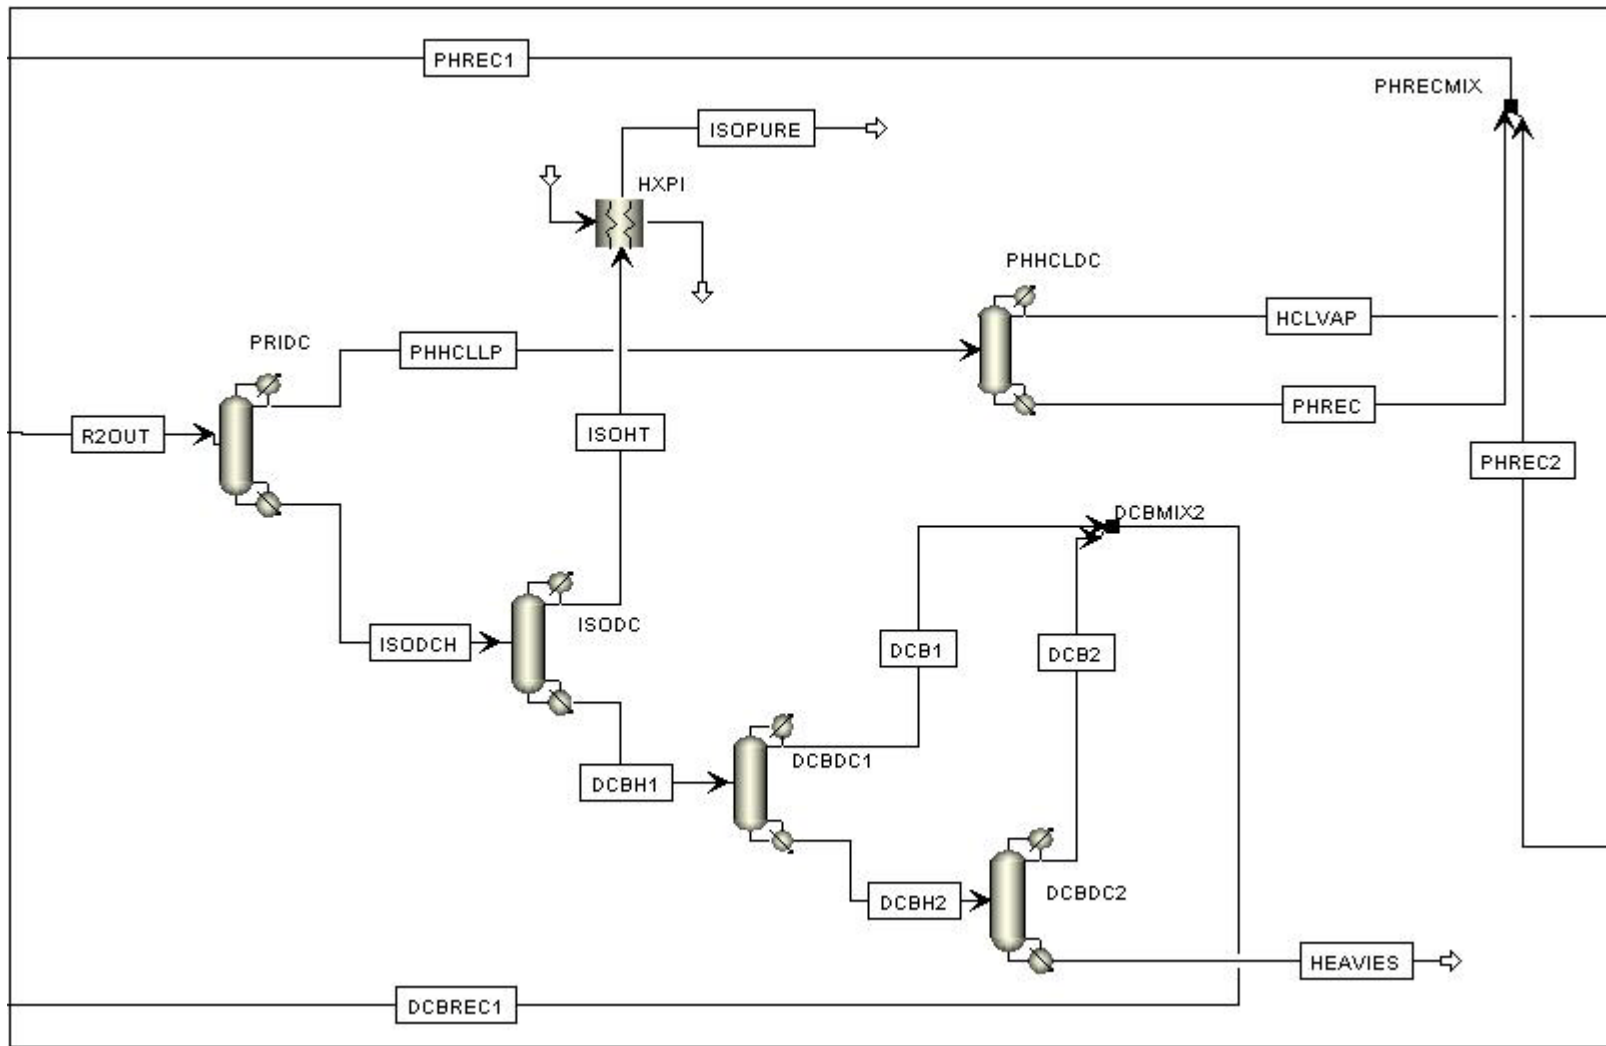 PHREC1
PHRECMIX
ISOPURE
HXPI
PHHCLDC
HCLVAP
PRIDC
PHHCLLP
PHREC
R2OUT
ISOHT
PHREC2
DCBMIX2
ISODC
ISODCH
DCB1
DCB2
DCBDC1
DCBH1
DCBDC2
DCBH2
HEAVIES
DCBREC1